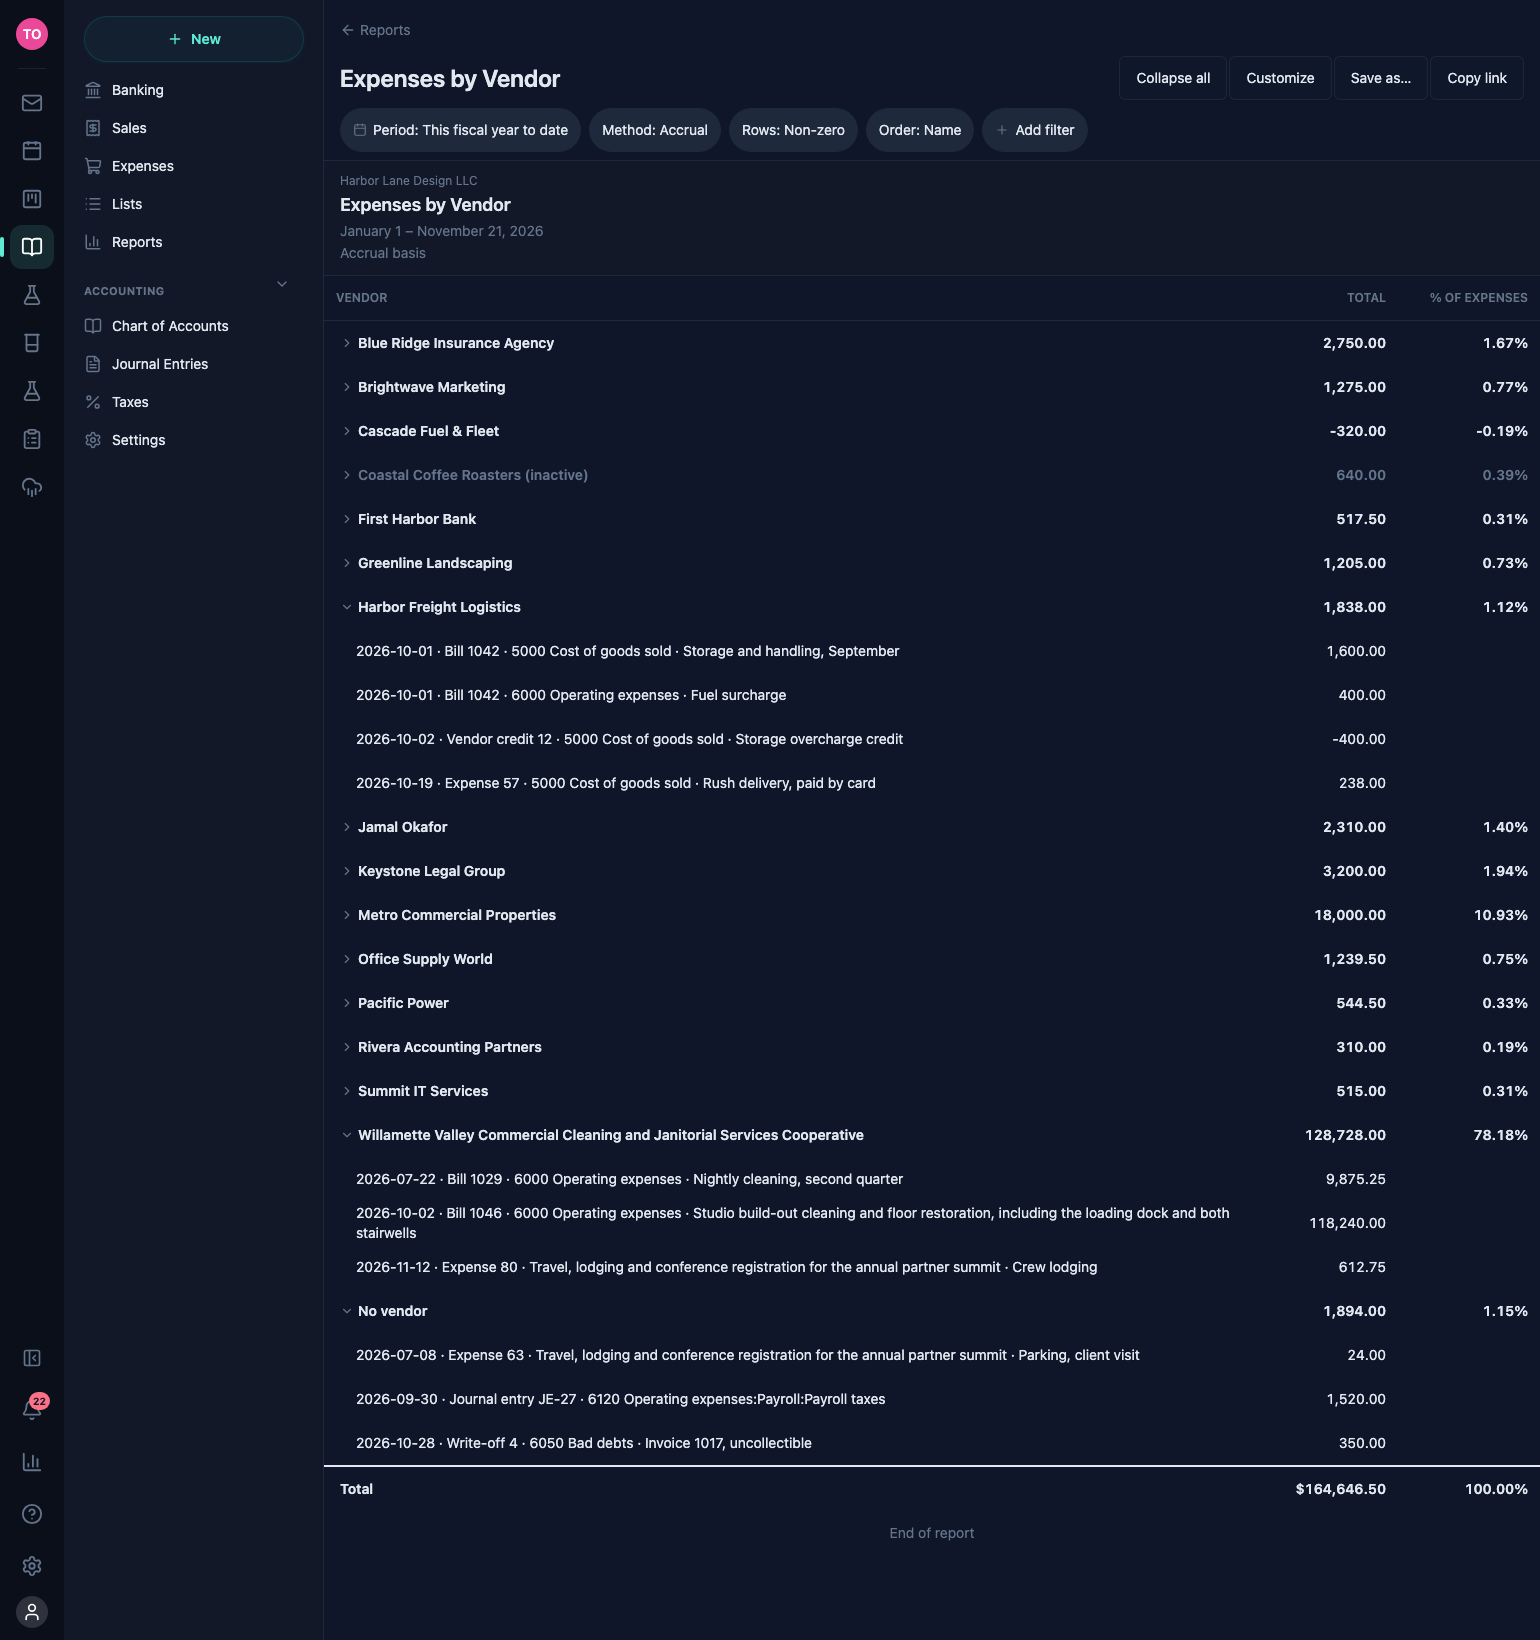 TO
New
Banking
Sales
Expenses
Lists
Reports
ACCOUNTING
Chart of Accounts
Journal Entries
Taxes
Settings
22
Reports
Expenses by Vendor
Collapse all
Customize
Save as...
Copy link
Period: This fiscal year to date
Method: Accrual
Rows: Non-zero
Order: Name
Add filter
Harbor Lane Design LLC
Expenses by Vendor
January 1 – November 21, 2026
Accrual basis
VENDOR TOTAL % OF EXPENSES
Blue Ridge Insurance Agency 2,750.00 1.67%
Brightwave Marketing 1,275.00 0.77%
Cascade Fuel & Fleet -320.00 -0.19%
Coastal Coffee Roasters (inactive) 640.00 0.39%
First Harbor Bank 517.50 0.31%
Greenline Landscaping 1,205.00 0.73%
Harbor Freight Logistics 1,838.00 1.12%
2026-10-01 · Bill 1042 · 5000 Cost of goods sold · Storage and handling, September 1,600.00
2026-10-01 · Bill 1042 · 6000 Operating expenses · Fuel surcharge 400.00
2026-10-02 · Vendor credit 12 · 5000 Cost of goods sold · Storage overcharge credit -400.00
2026-10-19 · Expense 57 · 5000 Cost of goods sold · Rush delivery, paid by card 238.00
Jamal Okafor 2,310.00 1.40%
Keystone Legal Group 3,200.00 1.94%
Metro Commercial Properties 18,000.00 10.93%
Office Supply World 1,239.50 0.75%
Pacific Power 544.50 0.33%
Rivera Accounting Partners 310.00 0.19%
Summit IT Services 515.00 0.31%
Willamette Valley Commercial Cleaning and Janitorial Services Cooperative 128,728.00 78.18%
2026-07-22 · Bill 1029 · 6000 Operating expenses · Nightly cleaning, second quarter 9,875.25
2026-10-02 · Bill 1046 · 6000 Operating expenses · Studio build-out cleaning and floor restoration, including the loading dock and both
stairwells 118,240.00
2026-11-12 · Expense 80 · Travel, lodging and conference registration for the annual partner summit · Crew lodging 612.75
No vendor 1,894.00 1.15%
2026-07-08 · Expense 63 · Travel, lodging and conference registration for the annual partner summit · Parking, client visit 24.00
2026-09-30 · Journal entry JE-27 · 6120 Operating expenses:Payroll:Payroll taxes 1,520.00
2026-10-28 · Write-off 4 · 6050 Bad debts · Invoice 1017, uncollectible 350.00
Total $164,646.50 100.00%
End of report